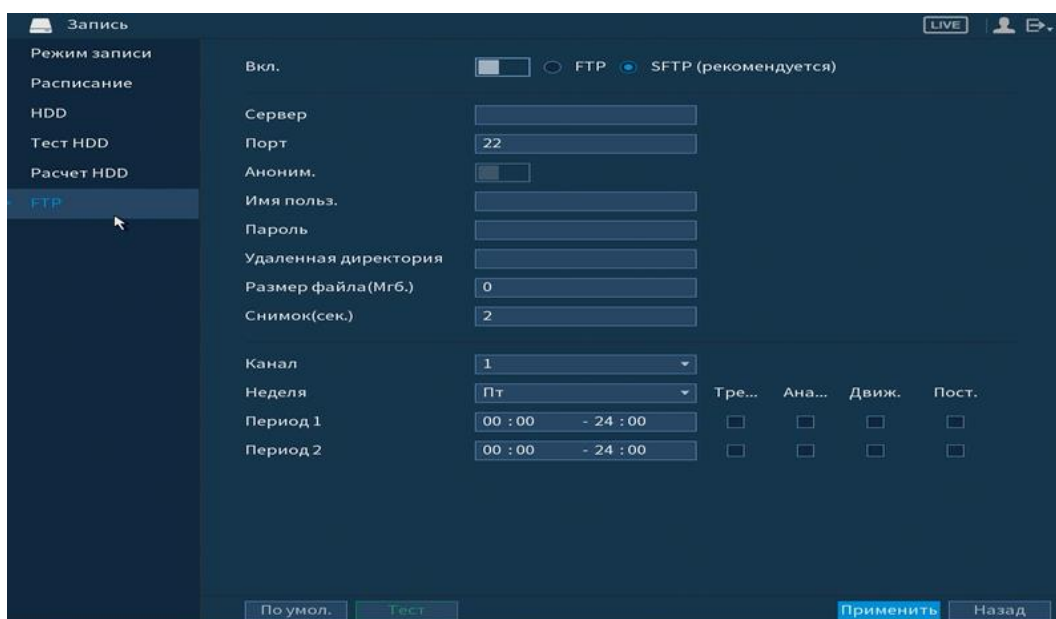 Запись LIVE
Режим записи
Расписание
HDD
Тест HDD
Расчет HDD
FTP
Вкл. FTP SFTP (рекомендуется)
Сервер
Порт 22
Аноним.
Имя польз.
Пароль
Удаленная директория
Размер файла(Мгб.) 0
Снимок(сек.) 2
Канал 1
Неделя Пт Тре... Ана... Движ. Пост.
Период 1 00 : 00 - 24 : 00
Период 2 00 : 00 - 24 : 00
По умол. Тест Применить Назад